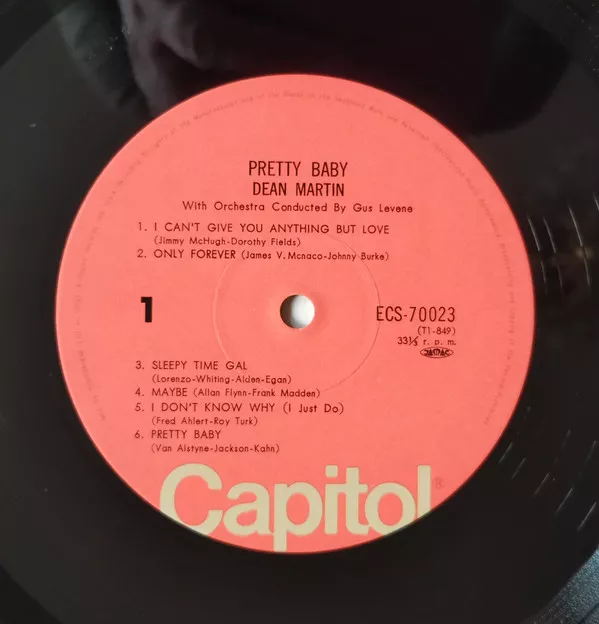 PRETTY BABY
DEAN MARTIN
With Orchestra Conducted By Gus Levene
1. I CAN'T GIVE YOU ANYTHING BUT LOVE
(Jimmy McHugh-Dorothy Fields)
2. ONLY FOREVER (James V. Mcnaco-Johnny Burke)
1
ECS-70023
(T1-849)
33⅓ r. p. m.
JASRAC
3. SLEEPY TIME GAL
(Lorenzo-Whiting-Alden-Egan)
4. MAYBE (Allan Flynn-Frank Madden)
5. I DON'T KNOW WHY (I Just Do)
(Fred Ahlert-Roy Turk)
6. PRETTY BABY
(Van Alstyne-Jackson-Kahn)
Capitol®